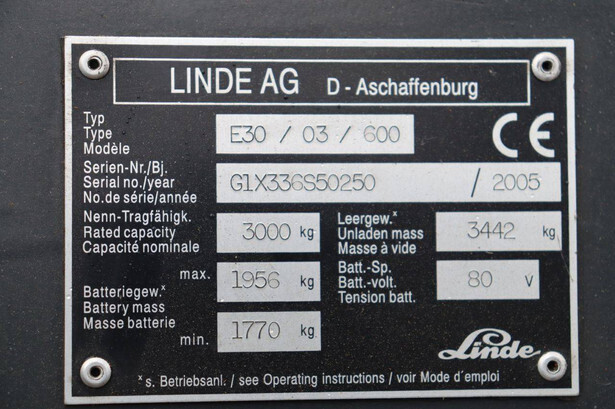 LINDE AG D - Aschaffenburg
Typ
Type
Modèle
E30 / 03 / 600
CE
Serien-Nr./Bj.
Serial no./year
No.de série/année
G1X336S50250 / 2005
Nenn-Tragfähigk.
Rated capacity
Capacité nominale
3000 kg
Leergew.x
Unladen mass
Masse à vide
3442 kg
Batteriegew.x
Battery mass
Masse batterie
max. 1956 kg
min. 1770 kg
Batt.-Sp.
Batt.-volt.
Tension batt.
80 V
Linde
x s. Betriebsanl. / see Operating instructions / voir Mode d'emploi